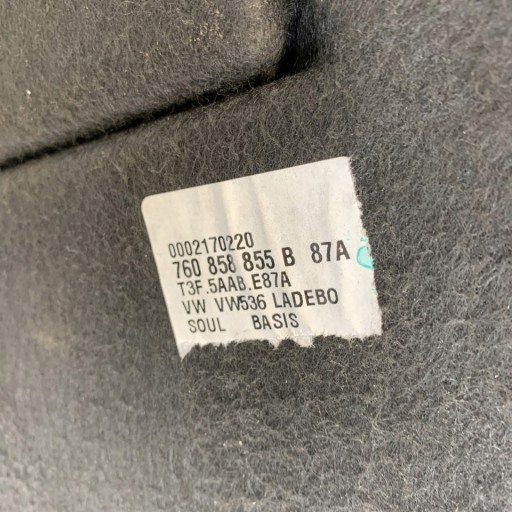 0002170220
760 858 855 B 87A
T3F.5AAB.E87A
VW VW536 LADEBO
SOUL BASIS